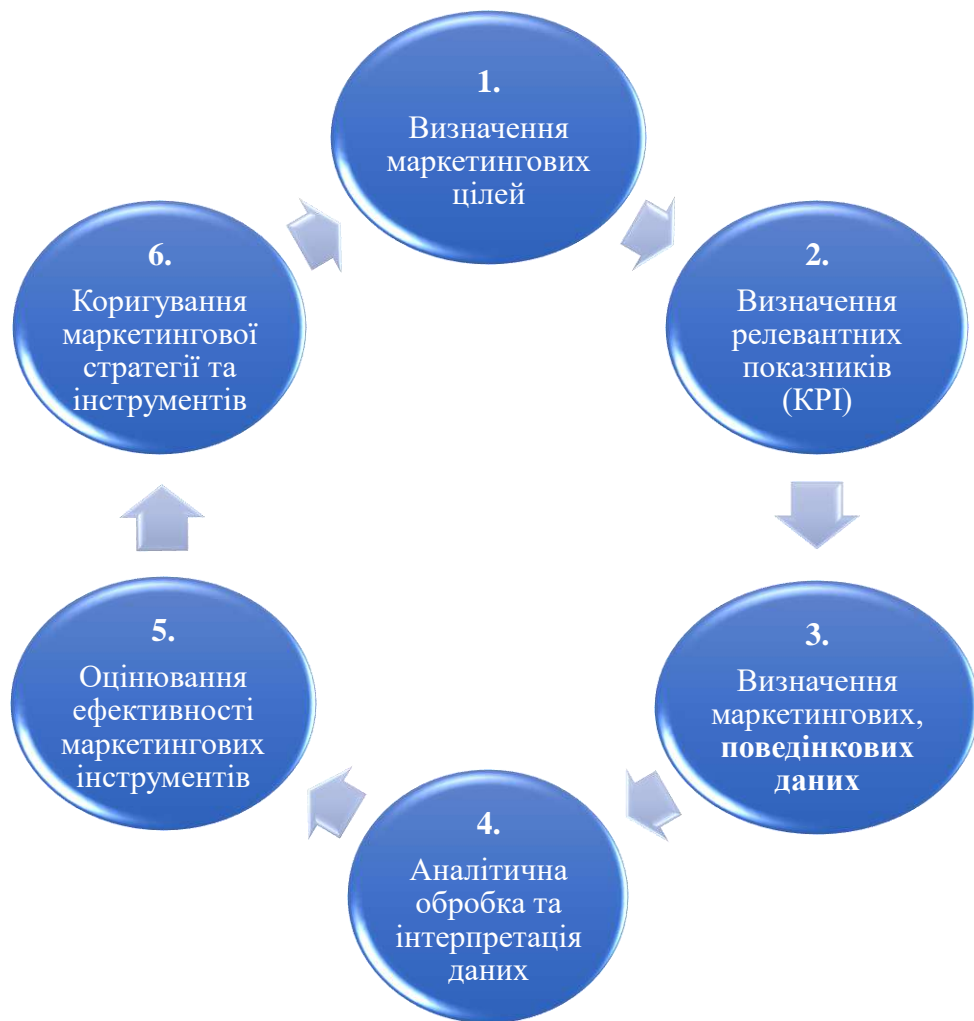 1.
Визначення
маркетингових
цілей
2.
Визначення
релевантних
показників
(КРІ)
3.
Визначення
маркетингових,
поведінкових
даних
4.
Аналітична
обробка та
інтерпретація
даних
5.
Оцінювання
ефективності
маркетингових
інструментів
6.
Коригування
маркетингової
стратегії та
інструментів